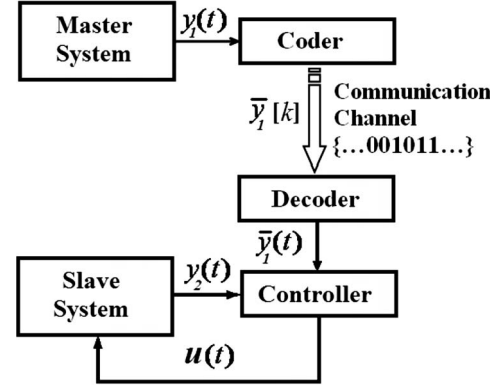 Master
System
y₁(t)
Coder
ȳ₁[k]
Communication
Channel
{...001011...}
Decoder
ȳ₁(t)
Slave
System
y₂(t)
Controller
u(t)